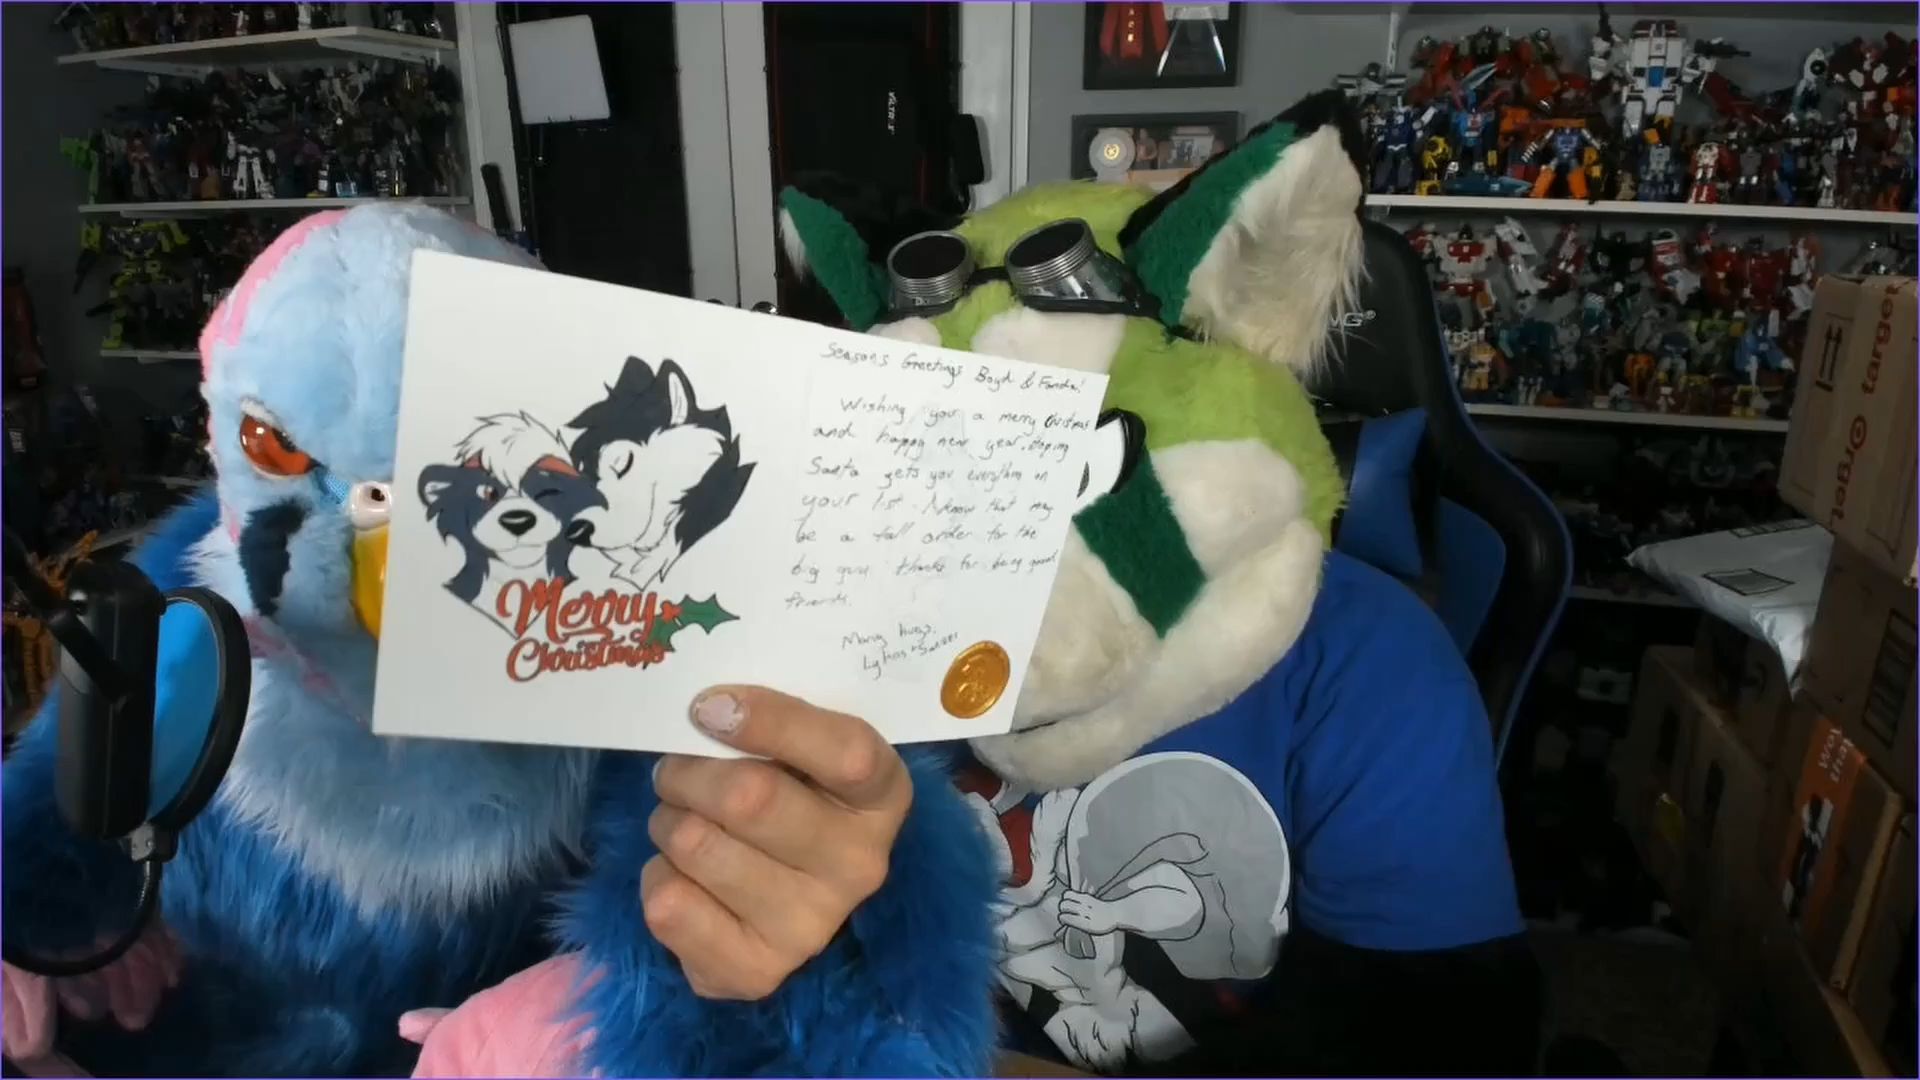 Merry
Christmas
Seasons Greetings Boyd & Fonda!
Wishing you a merry Christmas
and happy new year. Hoping
Santa gets you everything on
your list. I know that may
be a tall order for the
big guy. thanks for being good
friends.
Many hugs,
target
target